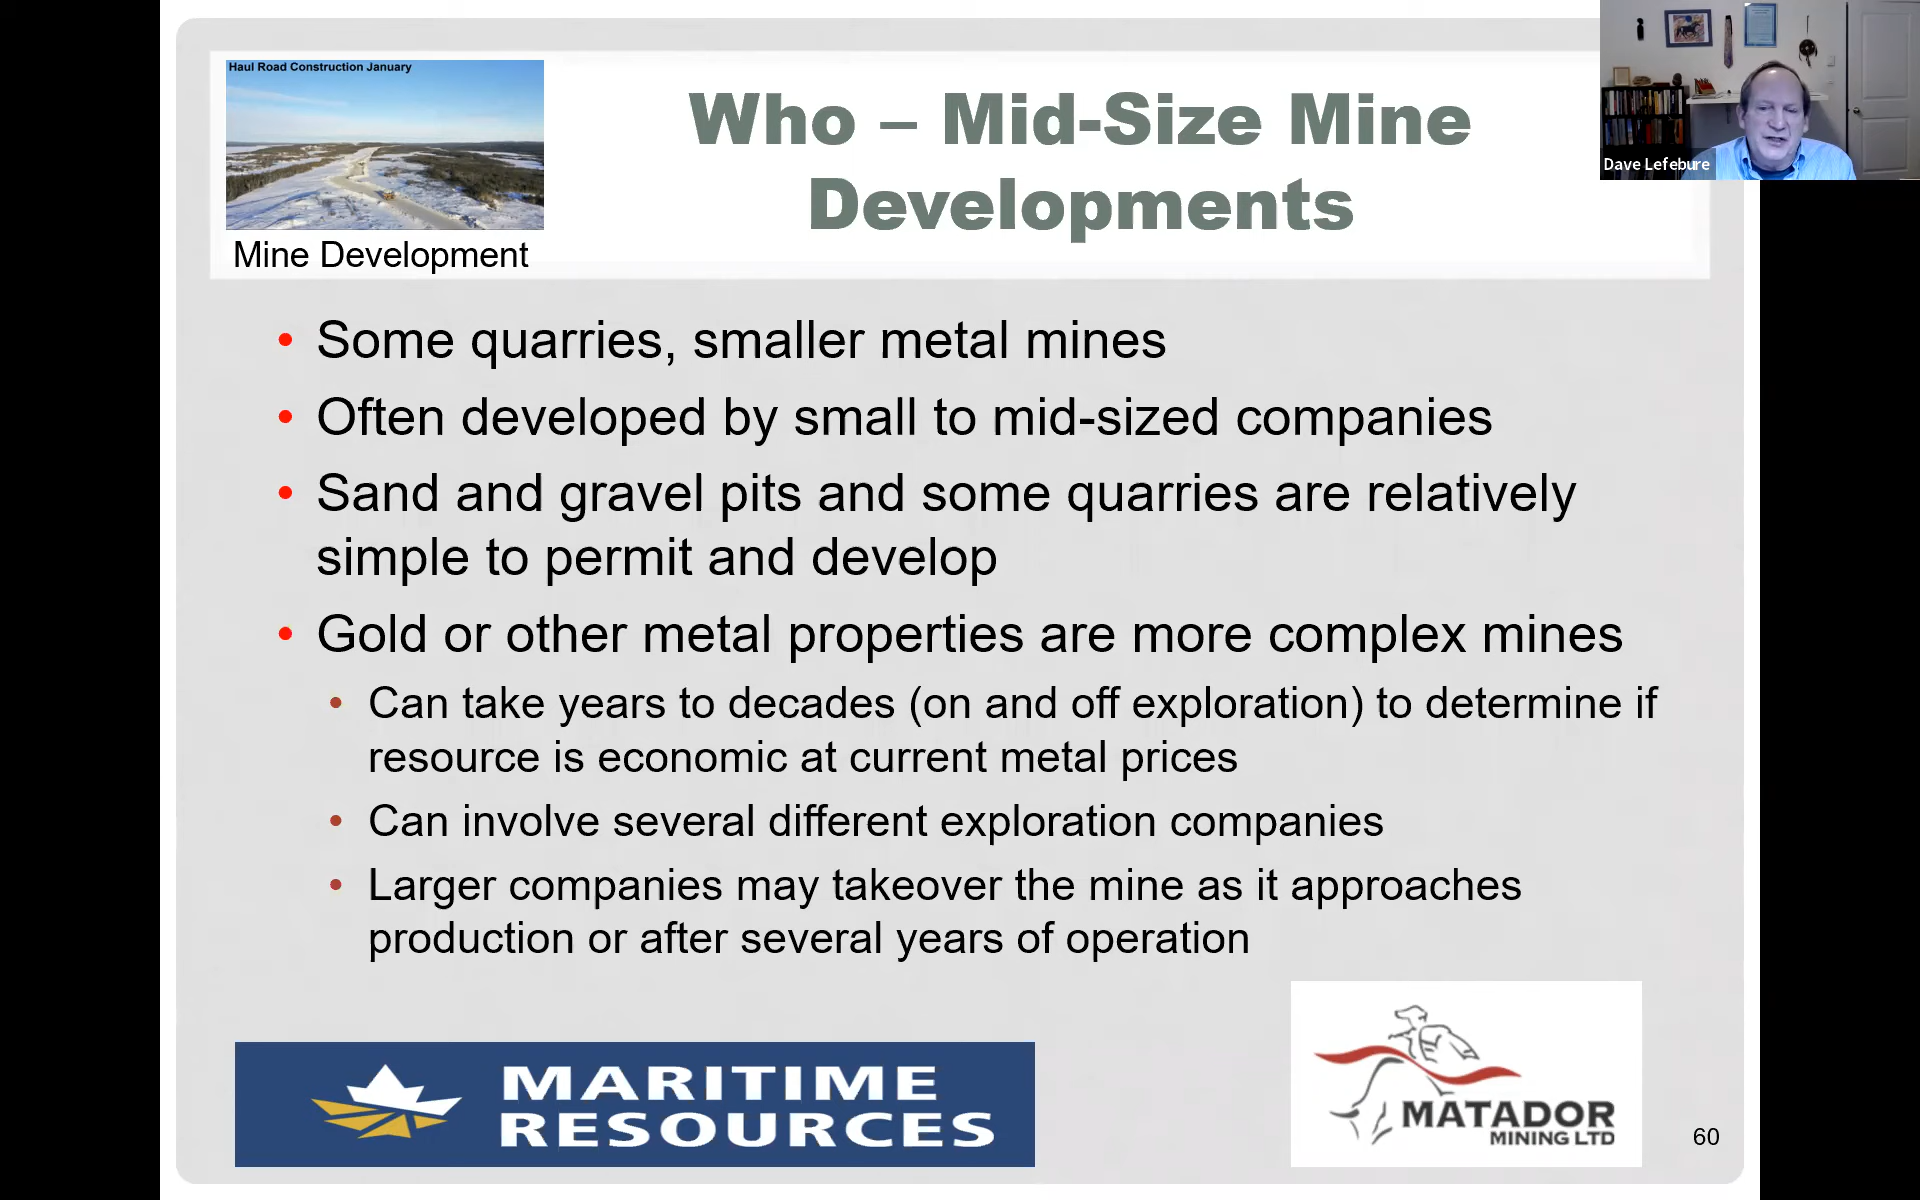 Haul Road Construction January
Mine Development
Who – Mid-Size Mine
Developments
Dave Lefebure
• Some quarries, smaller metal mines
• Often developed by small to mid-sized companies
• Sand and gravel pits and some quarries are relatively
simple to permit and develop
• Gold or other metal properties are more complex mines
• Can take years to decades (on and off exploration) to determine if
resource is economic at current metal prices
• Can involve several different exploration companies
• Larger companies may takeover the mine as it approaches
production or after several years of operation
MARITIME
RESOURCES
MATADOR
MINING LTD
60